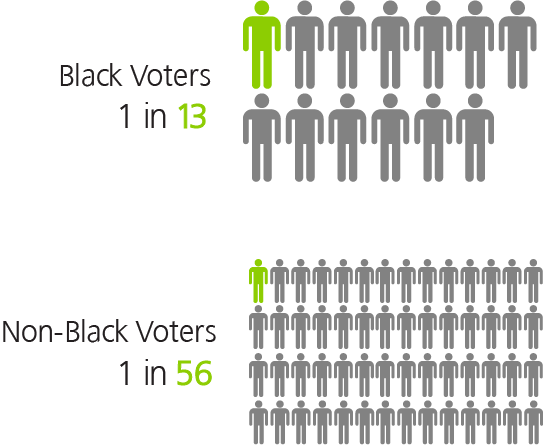 Black Voters
1 in 13
Non-Black Voters
1 in 56